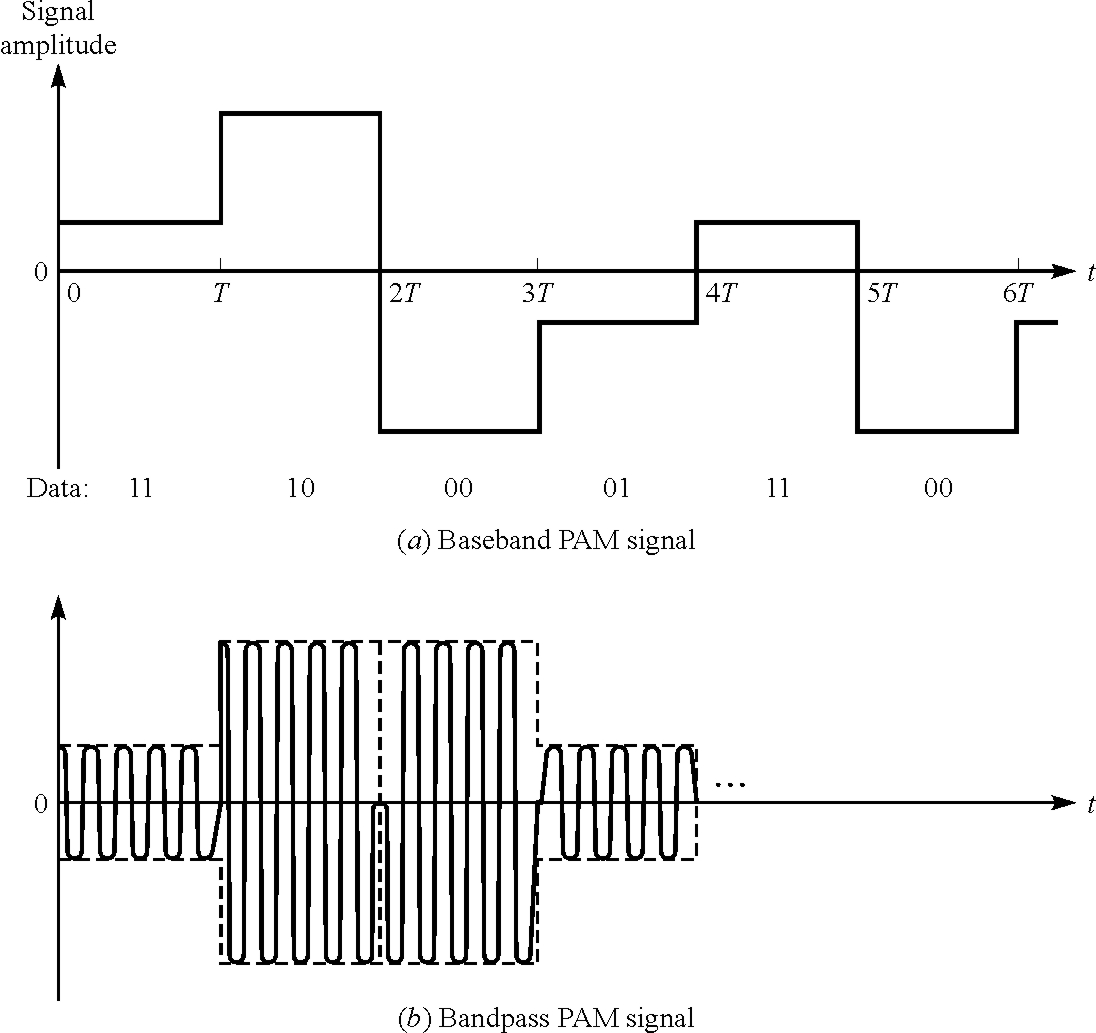 Signal
amplitude
0
0 T 2T 3T 4T 5T 6T t
Data: 11 10 00 01 11 00
(a) Baseband PAM signal
0 ... t
(b) Bandpass PAM signal